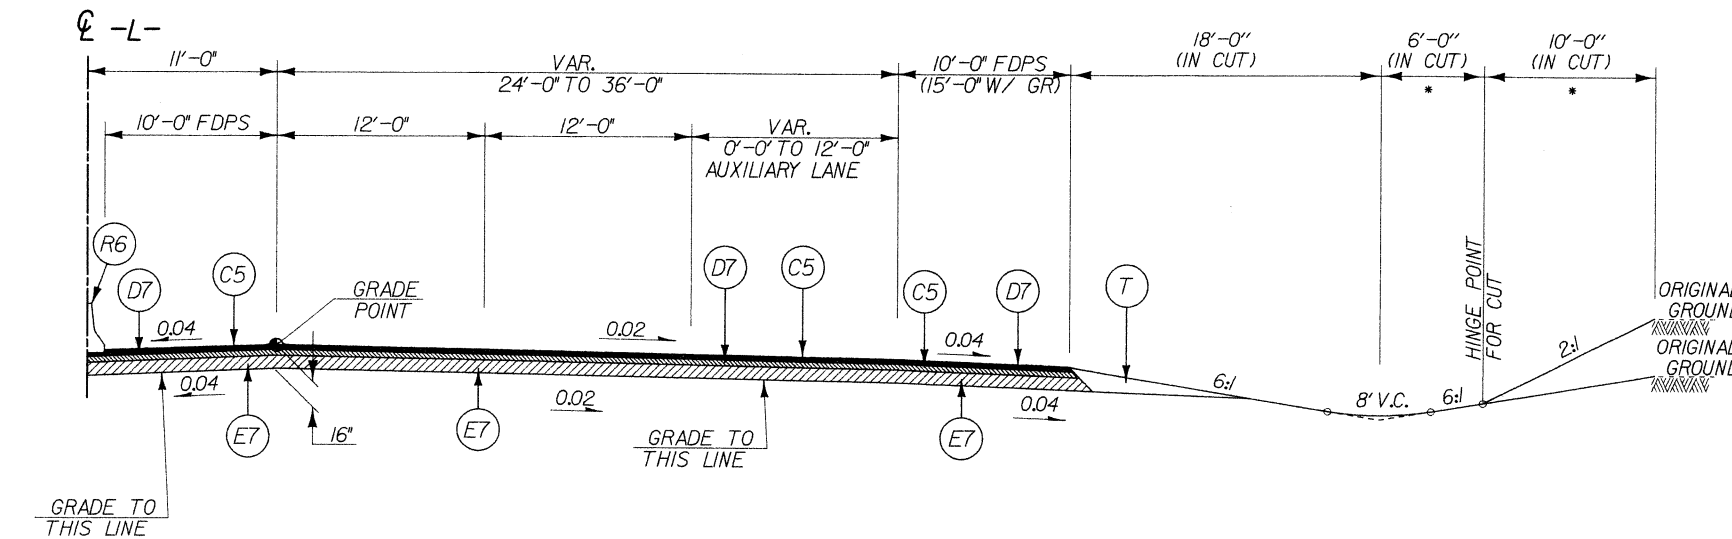 ℄ -L-
11'-0"
VAR.
24'-0" TO 36'-0"
10'-0" FDPS
(15'-0" W/ GR)
18'-0"
(IN CUT)
6'-0"
(IN CUT)
*
10'-0"
(IN CUT)
*
10'-0" FDPS
12'-0"
12'-0"
VAR.
0'-0' TO 12'-0"
AUXILIARY LANE
R6
D7
C5
GRADE
POINT
D7
C5
C5
D7
T
HINGE POINT
FOR CUT
ORIGINAL
GROUND
ORIGINAL
GROUND
0.04
0.02
0.04
2:1
6:1
8' V.C.
6:1
0.04
0.02
0.04
E7
16"
E7
E7
GRADE TO
THIS LINE
GRADE TO
THIS LINE